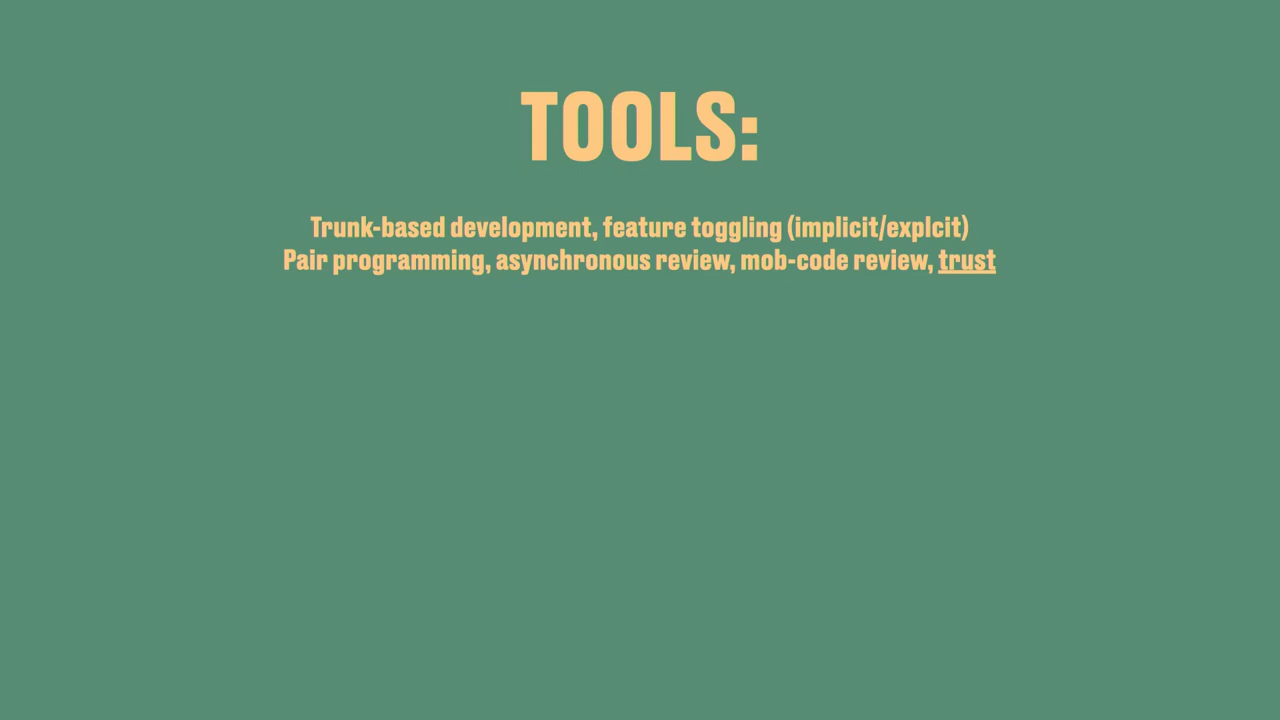 TOOLS:
Trunk-based development, feature toggling (implicit/explcit)
Pair programming, asynchronous review, mob-code review, trust